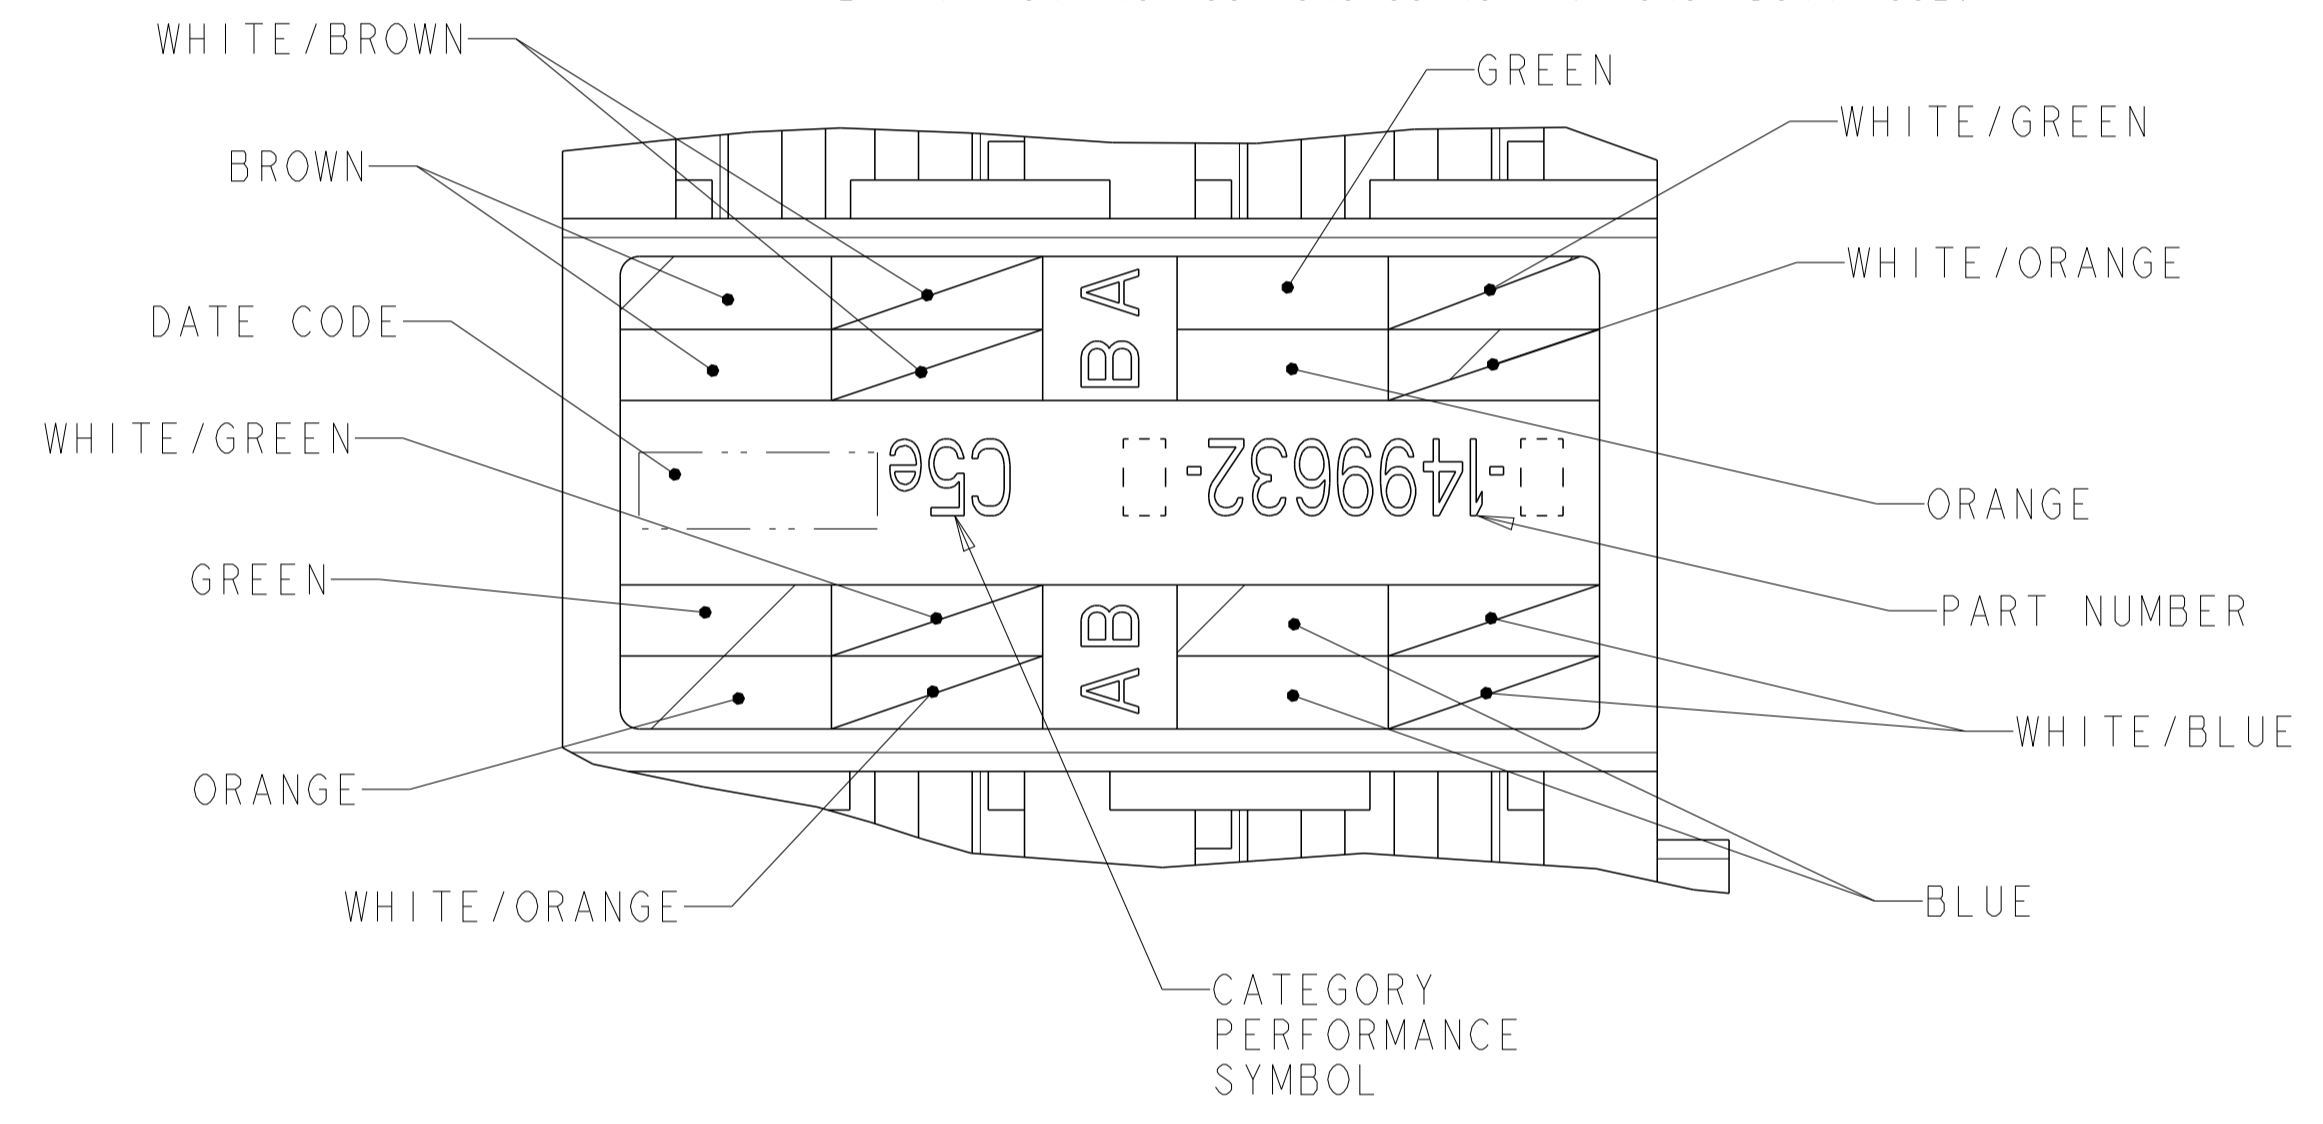 WHITE/BROWN
GREEN
WHITE/GREEN
BROWN
WHITE/ORANGE
DATE CODE
B A
WHITE/GREEN
C5e
-1499632-
ORANGE
GREEN
PART NUMBER
A B
WHITE/BLUE
ORANGE
WHITE/ORANGE
BLUE
CATEGORY
PERFORMANCE
SYMBOL